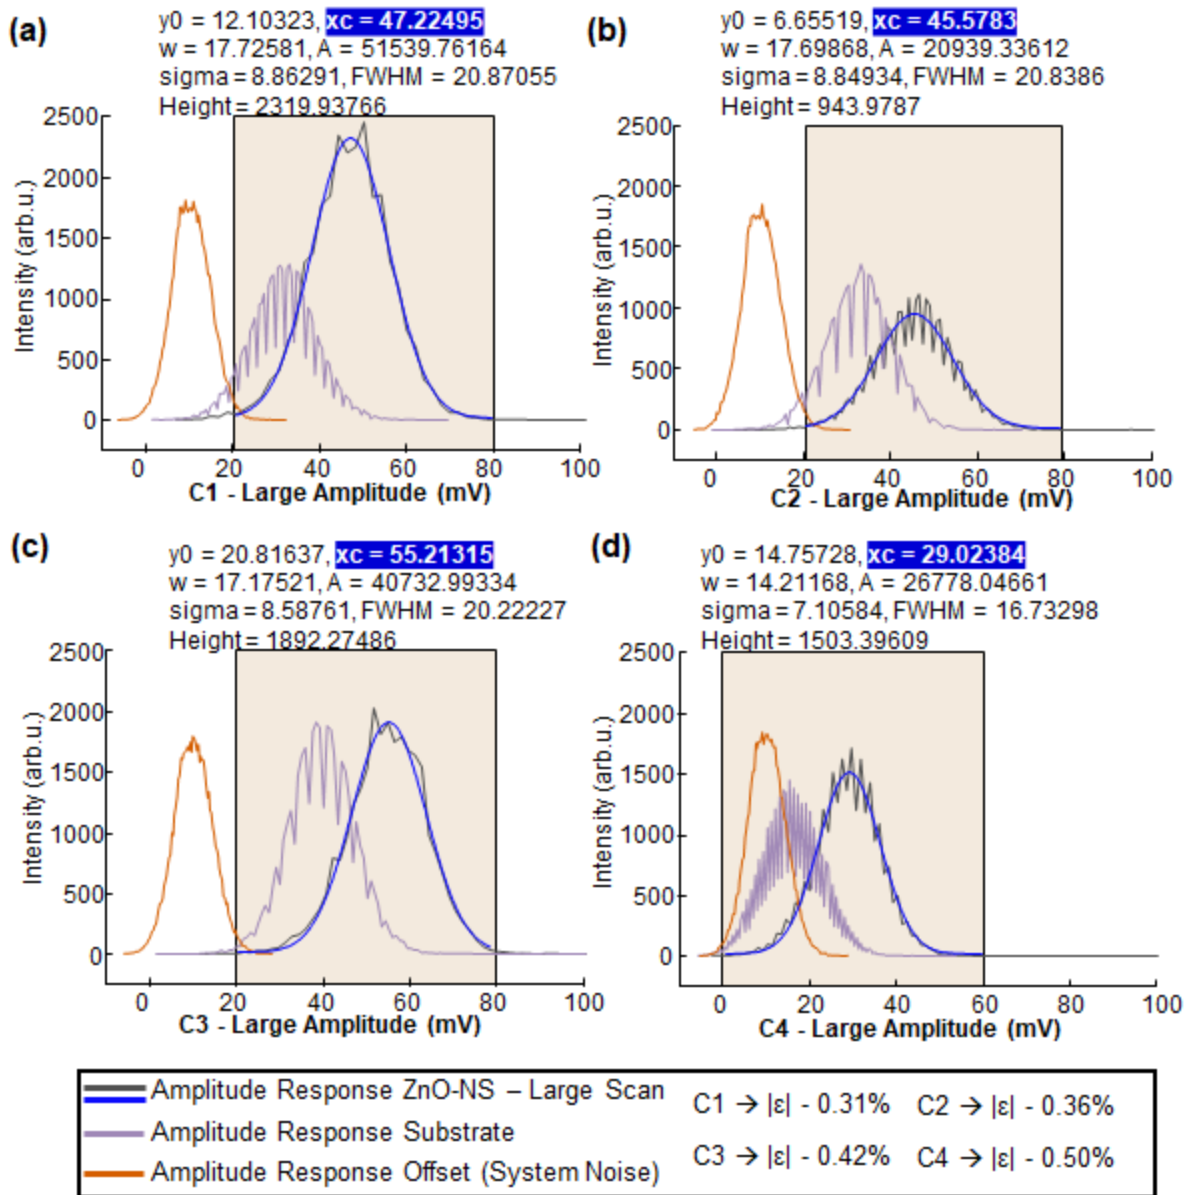 (a)
y0 = 12.10323, xc = 47.22495
w = 17.72581, A = 51539.76164
sigma = 8.86291, FWHM = 20.87055
Height = 2319.93766
2500
2000
1500
1000
500
0
Intensity (arb.u.)
0 20 40 60 80 100
C1 - Large Amplitude (mV)
(b)
y0 = 6.65519, xc = 45.5783
w = 17.69868, A = 20939.33612
sigma = 8.84934, FWHM = 20.8386
Height = 943.9787
2500
2000
1500
1000
500
0
Intensity (arb.u.)
0 20 40 60 80 100
C2 - Large Amplitude (mV)
(c)
y0 = 20.81637, xc = 55.21315
w = 17.17521, A = 40732.99334
sigma = 8.58761, FWHM = 20.22227
Height = 1892.27486
2500
2000
1500
1000
500
0
Intensity (arb.u.)
0 20 40 60 80 100
C3 - Large Amplitude (mV)
(d)
y0 = 14.75728, xc = 29.02384
w = 14.21168, A = 26778.04661
sigma = 7.10584, FWHM = 16.73298
Height = 1503.39609
2500
2000
1500
1000
500
0
Intensity (arb.u.)
0 20 40 60 80 100
C4 - Large Amplitude (mV)
Amplitude Response ZnO-NS – Large Scan
Amplitude Response Substrate
Amplitude Response Offset (System Noise)
C1 → |ε| - 0.31% C2 → |ε| - 0.36%
C3 → |ε| - 0.42% C4 → |ε| - 0.50%